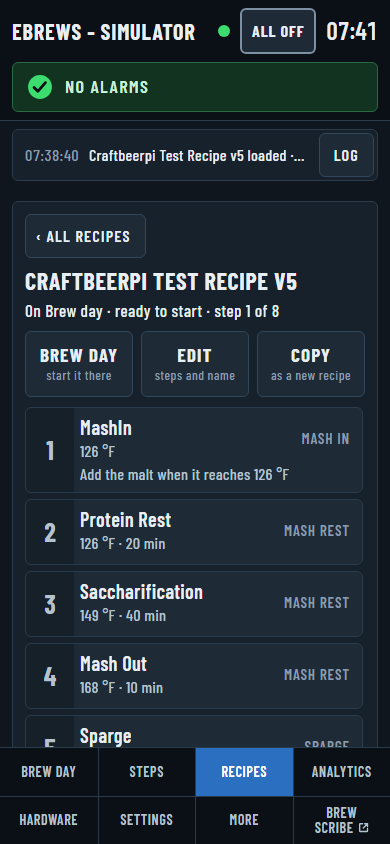 EBREWS - SIMULATOR
ALL OFF
07:41
NO ALARMS
07:38:40 Craftbeerpi Test Recipe v5 loaded ·...
LOG
‹ ALL RECIPES
CRAFTBEERPI TEST RECIPE V5
On Brew day · ready to start · step 1 of 8
BREW DAY
start it there
EDIT
steps and name
COPY
as a new recipe
1
MashIn
126 °F
Add the malt when it reaches 126 °F
MASH IN
2
Protein Rest
126 °F · 20 min
MASH REST
3
Saccharification
149 °F · 40 min
MASH REST
4
Mash Out
168 °F · 10 min
MASH REST
5
Sparge
SPARGE
BREW DAY
STEPS
RECIPES
ANALYTICS
HARDWARE
SETTINGS
MORE
BREW
SCRIBE